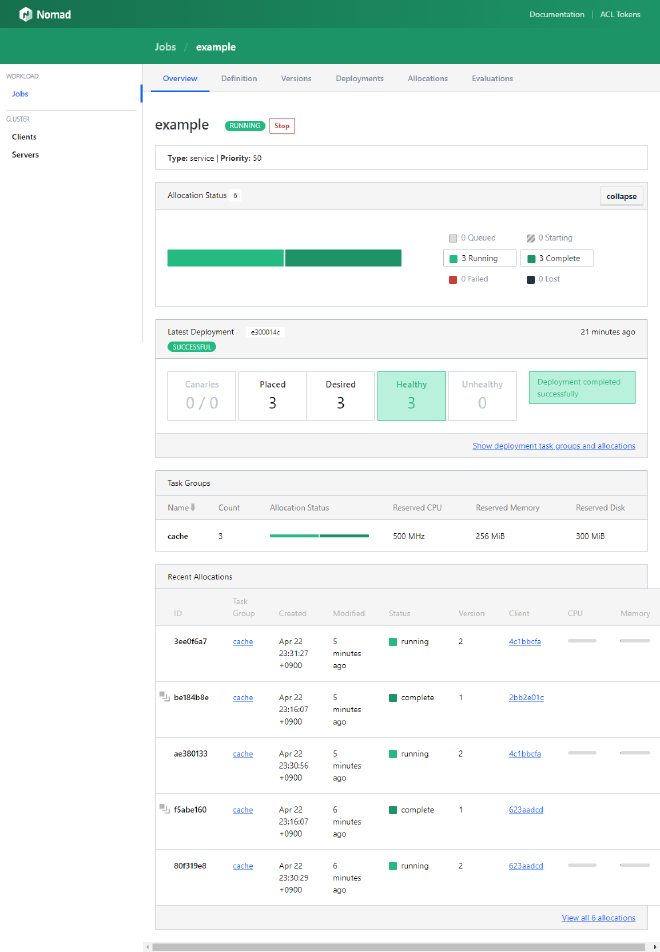 Nomad
Documentation ACL Tokens
Jobs / example
WORKLOAD
Jobs
CLUSTER
Clients
Servers
Overview Definition Versions Deployments Allocations Evaluations
example RUNNING Stop
Type: service | Priority: 50
Allocation Status 6 collapse
0 Queued 0 Starting
3 Running 3 Complete
0 Failed 0 Lost
Latest Deployment e300014c 21 minutes ago
SUCCESSFUL
Canaries Placed Desired Healthy Unhealthy
0 / 0 3 3 3 0
Deployment completed
successfully
Show deployment task groups and allocations
Task Groups
Name Count Allocation Status Reserved CPU Reserved Memory Reserved Disk
cache 3 500 MHz 256 MiB 300 MiB
Recent Allocations
ID Task Group Created Modified Status Version Client CPU Memory
3ee0f6a7 cache Apr 22 23:31:27 +0900 5 minutes ago running 2 4c1bbcfa
be184b8e cache Apr 22 23:16:07 +0900 5 minutes ago complete 1 2bb2e01c
ae380133 cache Apr 22 23:30:56 +0900 5 minutes ago running 2 4c1bbcfa
f5abe160 cache Apr 22 23:16:07 +0900 6 minutes ago complete 1 623aadcd
80f319e8 cache Apr 22 23:30:29 +0900 6 minutes ago running 2 623aadcd
View all 6 allocations